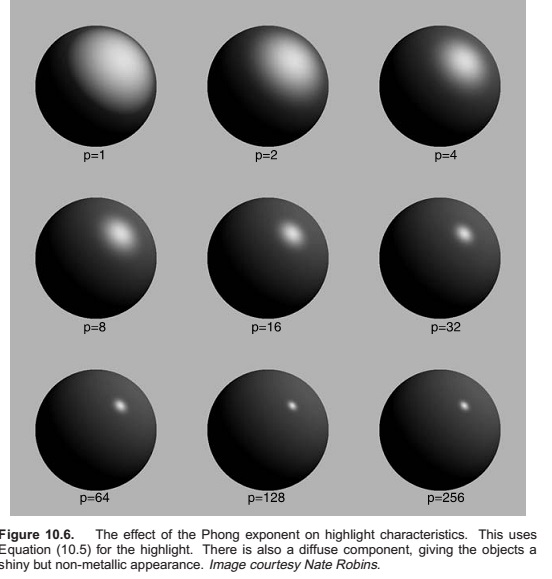 p=1
p=2
p=4
p=8
p=16
p=32
p=64
p=128
p=256
Figure 10.6. The effect of the Phong exponent on highlight characteristics. This uses
Equation (10.5) for the highlight. There is also a diffuse component, giving the objects a
shiny but non-metallic appearance. Image courtesy Nate Robins.